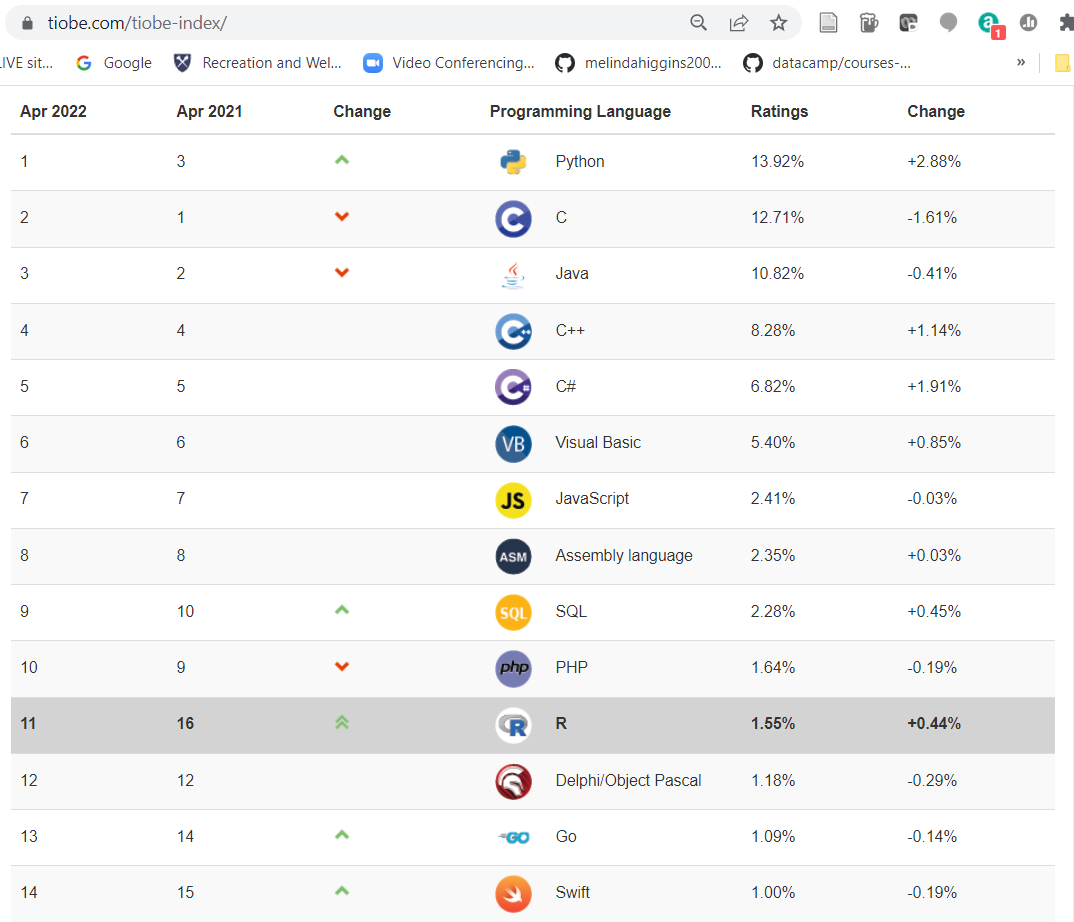 tiobe.com/tiobe-index/
1
IVE sit... Google Recreation and Wel... Video Conferencing... melindahiggins200... datacamp/courses-... »
Apr 2022 Apr 2021 Change Programming Language Ratings Change
1 3 Python 13.92% +2.88%
2 1 C 12.71% -1.61%
3 2 Java 10.82% -0.41%
4 4 C++ 8.28% +1.14%
5 5 C# 6.82% +1.91%
6 6 VB Visual Basic 5.40% +0.85%
7 7 JS JavaScript 2.41% -0.03%
8 8 ASM Assembly language 2.35% +0.03%
9 10 SQL SQL 2.28% +0.45%
10 9 php PHP 1.64% -0.19%
11 16 R R 1.55% +0.44%
12 12 Delphi/Object Pascal 1.18% -0.29%
13 14 GO Go 1.09% -0.14%
14 15 Swift 1.00% -0.19%